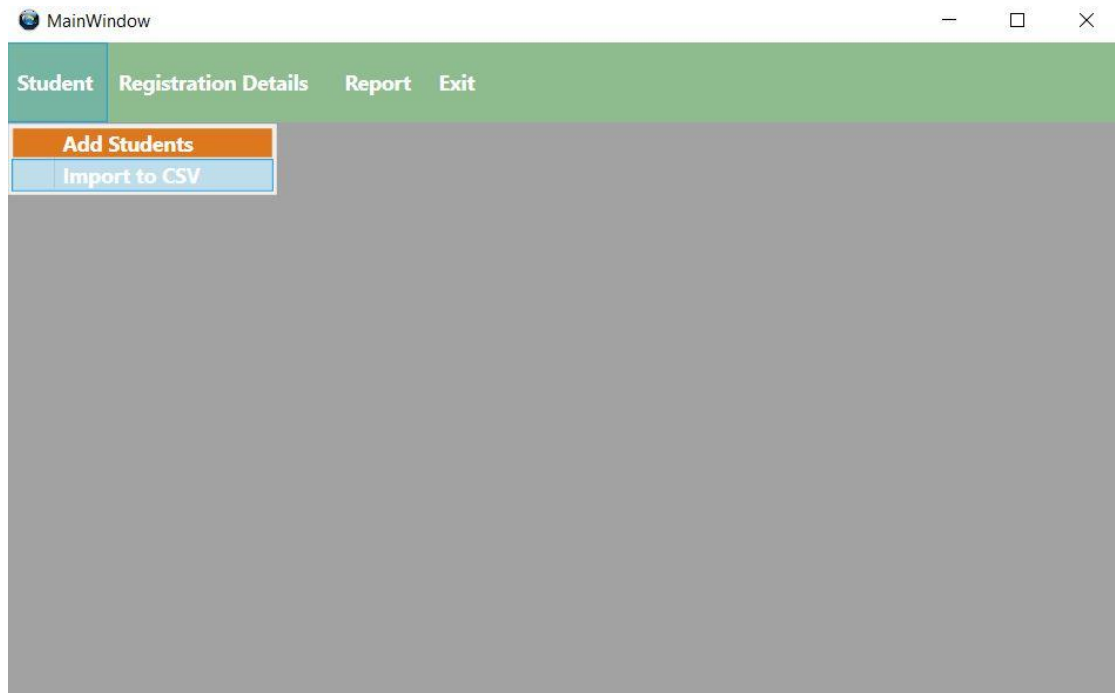 MainWindow
Student Registration Details Report Exit
Add Students
Import to CSV